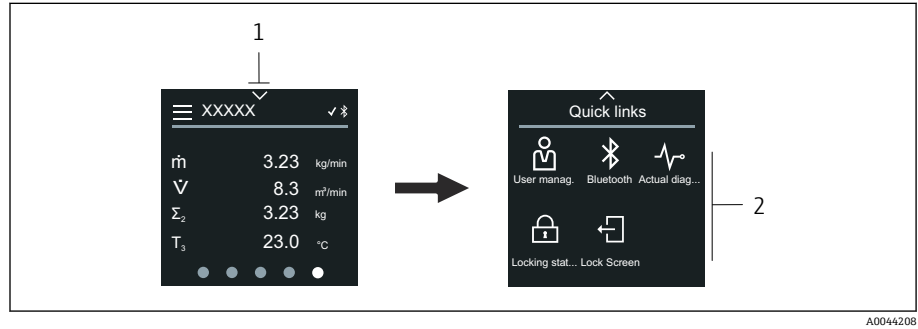 1
XXXXX
ṁ 3.23 kg/min
V̇ 8.3 m³/min
Σ₂ 3.23 kg
T₃ 23.0 °C
Quick links
User manag. Bluetooth Actual diag...
Locking stat... Lock Screen
2
A0044208